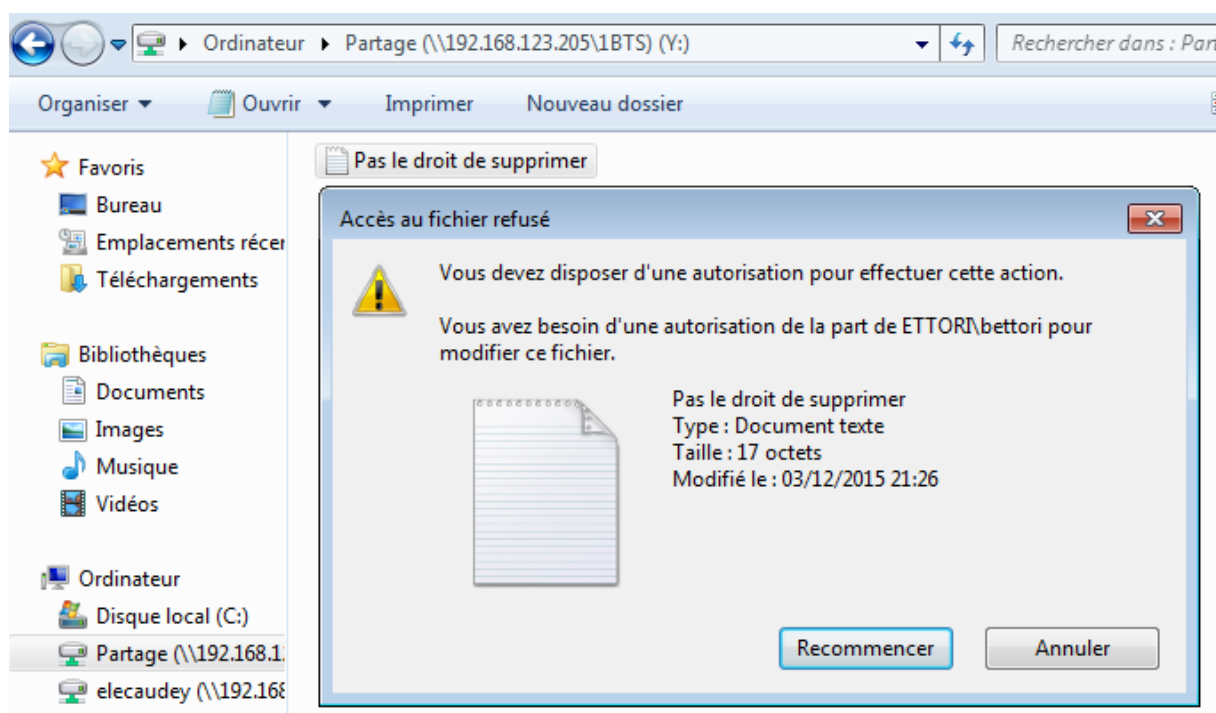 Ordinateur ▸ Partage (\\192.168.123.205\1BTS) (Y:)
Rechercher dans : Par
Organiser
Ouvrir
Imprimer
Nouveau dossier
Favoris
Bureau
Emplacements récer
Téléchargements
Bibliothèques
Documents
Images
Musique
Vidéos
Ordinateur
Disque local (C:)
Partage (\\192.168.1
elecaudey (\\192.168
Pas le droit de supprimer
Accès au fichier refusé
Vous devez disposer d'une autorisation pour effectuer cette action.
Vous avez besoin d'une autorisation de la part de ETTORI\bettori pour
modifier ce fichier.
Pas le droit de supprimer
Type : Document texte
Taille : 17 octets
Modifié le : 03/12/2015 21:26
Recommencer
Annuler